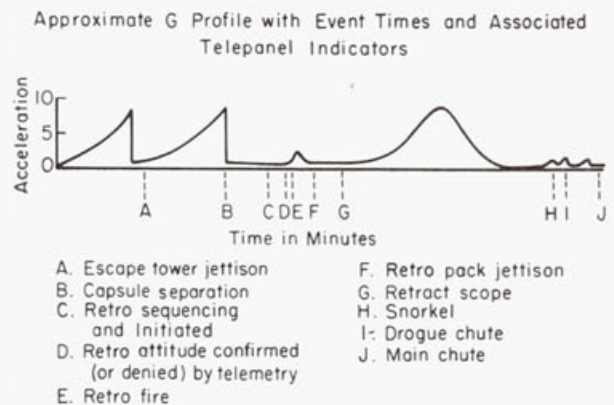 Approximate G Profile with Event Times and Associated
Telepanel Indicators
Acceleration
10
5
0
A B C D E F G H I J
Time in Minutes
A. Escape tower jettison
B. Capsule separation
C. Retro sequencing
and Initiated
D. Retro attitude confirmed
(or denied) by telemetry
E. Retro fire
F. Retro pack jettison
G. Retract scope
H. Snorkel
I-. Drogue chute
J. Main chute